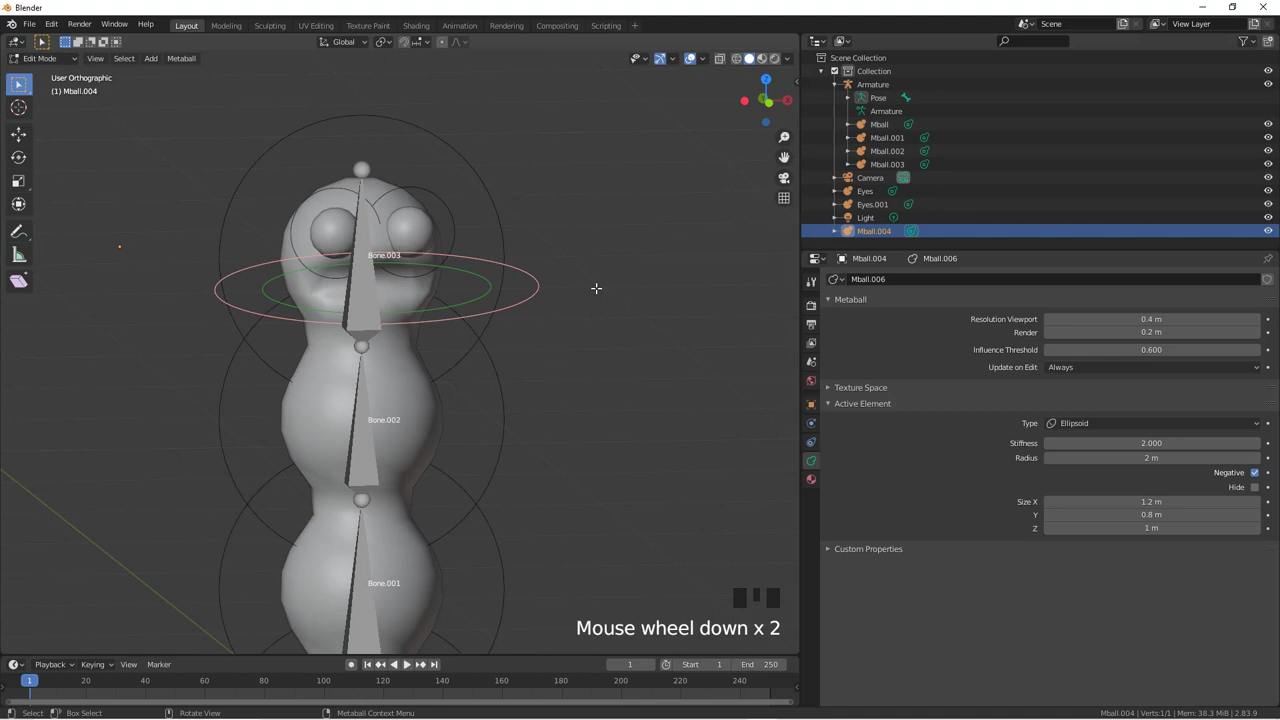 Blender
File Edit Render Window Help Layout Modeling Sculpting UV Editing Texture Paint Shading Animation Rendering Compositing Scripting + Scene View Layer
Global
Edit Mode View Select Add Metaball
User Orthographic
(1) Mball.004
Z
Bone.003
Bone.002
Bone.001
Mouse wheel down x 2
Scene Collection
Collection
Armature
Pose
Armature
Mball
Mball.001
Mball.002
Mball.003
Camera
Eyes
Eyes.001
Light
Mball.004
Mball.004 Mball.006
Mball.006
Metaball
Resolution Viewport 0.4 m
Render 0.2 m
Influence Threshold 0.600
Update on Edit Always
Texture Space
Active Element
Type Ellipsoid
Stiffness 2.000
Radius 2 m
Negative
Hide
Size X 1.2 m
Y 0.8 m
Z 1 m
Custom Properties
Playback Keying View Marker 1 Start 1 End 250
1 20 40 60 80 100 120 140 160 180 200 220 240
Select Box Select Rotate View Metaball Context Menu Mball.004 | Verts:1/1 | Mem: 38.3 MiB | 2.83.9